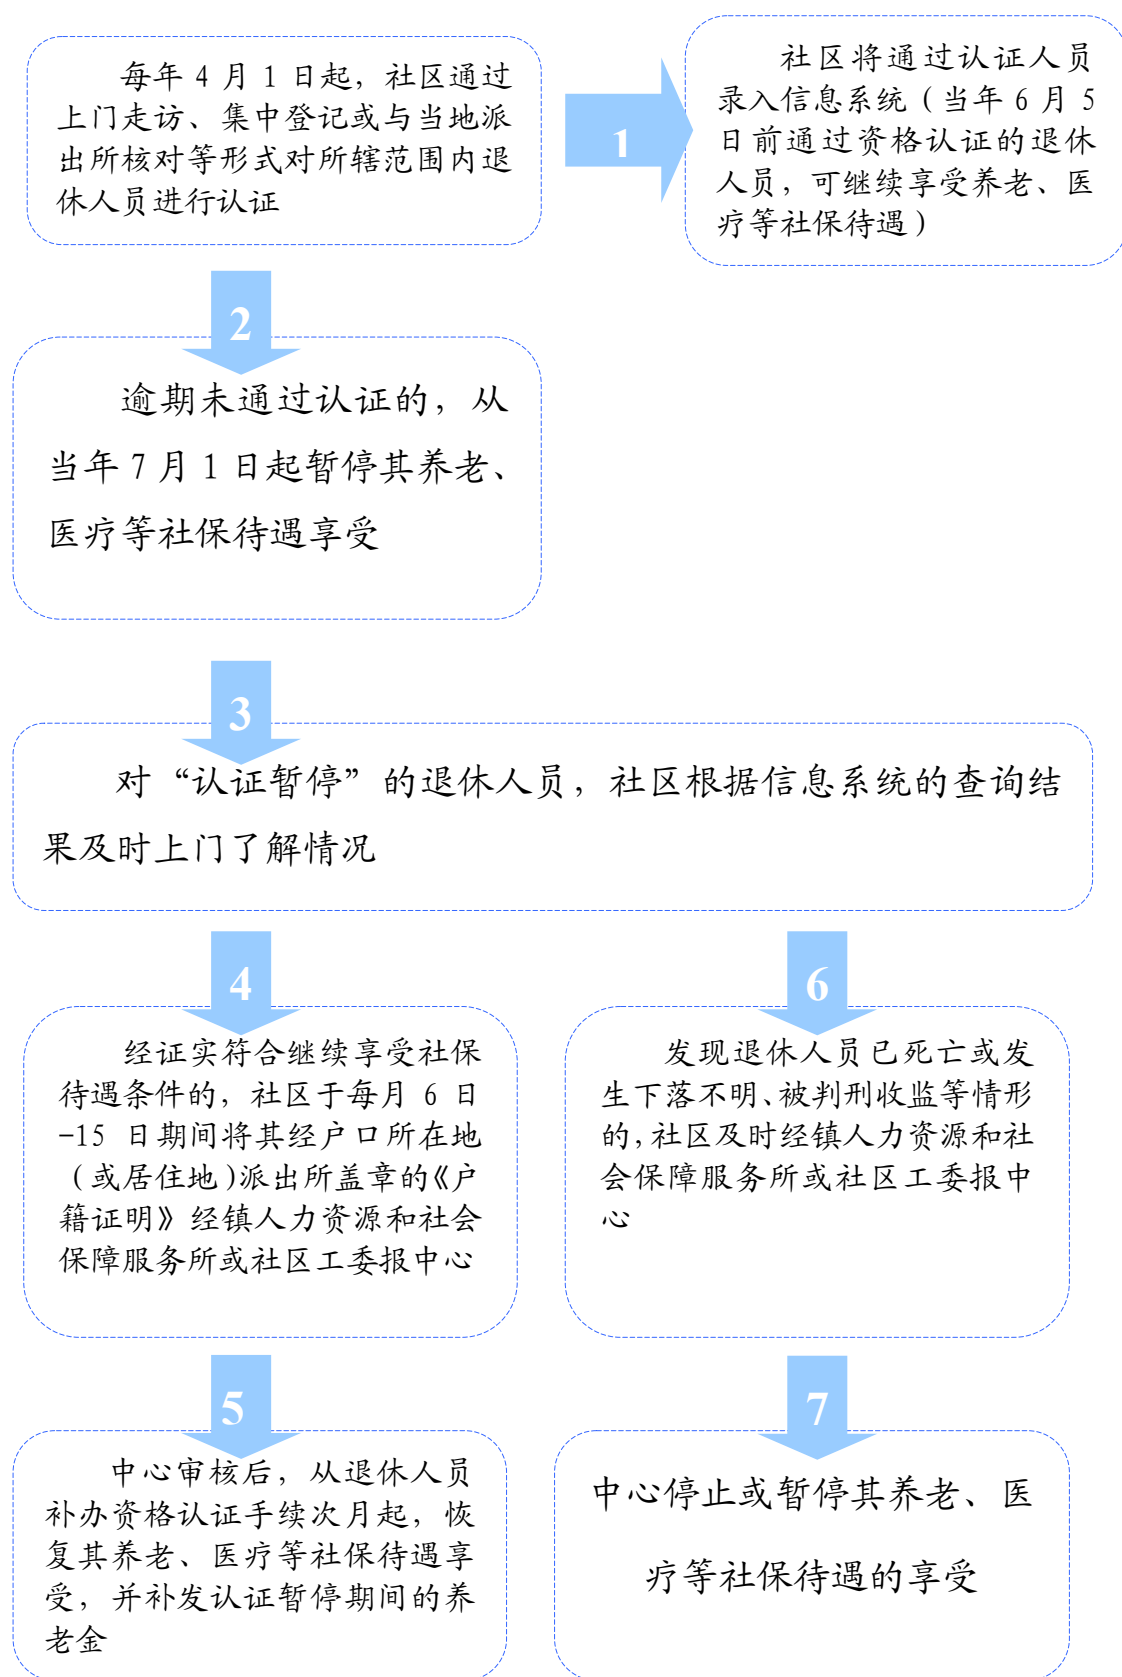 每年 4 月 1 日起，社区通过
上门走访、集中登记或与当地派
出所核对等形式对所辖范围内退
休人员进行认证
1
社区将通过认证人员
录入信息系统（当年 6 月 5
日前通过资格认证的退休
人员，可继续享受养老、医
疗等社保待遇）
2
逾期未通过认证的，从
当年 7 月 1 日起暂停其养老、
医疗等社保待遇享受
3
对“认证暂停”的退休人员，社区根据信息系统的查询结
果及时上门了解情况
4
经证实符合继续享受社保
待遇条件的，社区于每月 6 日
-15 日期间将其经户口所在地
（或居住地)派出所盖章的《户
籍证明》经镇人力资源和社会
保障服务所或社区工委报中心
6
发现退休人员已死亡或发
生下落不明、被判刑收监等情形
的，社区及时经镇人力资源和社
会保障服务所或社区工委报中
心
5
中心审核后，从退休人员
补办资格认证手续次月起，恢
复其养老、医疗等社保待遇享
受，并补发认证暂停期间的养
老金
7
中心停止或暂停其养老、医
疗等社保待遇的享受